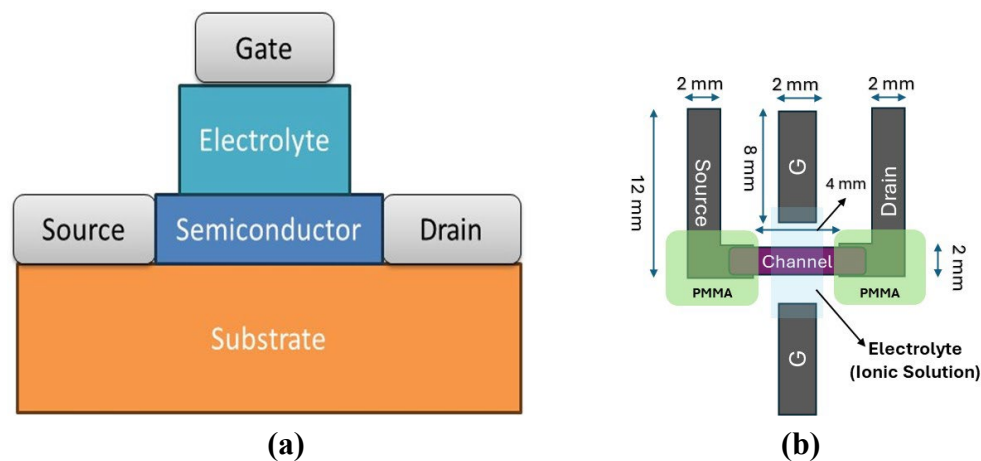 Gate
Electrolyte
Source
Semiconductor
Drain
Substrate
(a)
2 mm
2 mm
2 mm
12 mm
Source
8 mm
G
4 mm
Drain
Channel
2 mm
PMMA
PMMA
G
Electrolyte
(Ionic Solution)
(b)